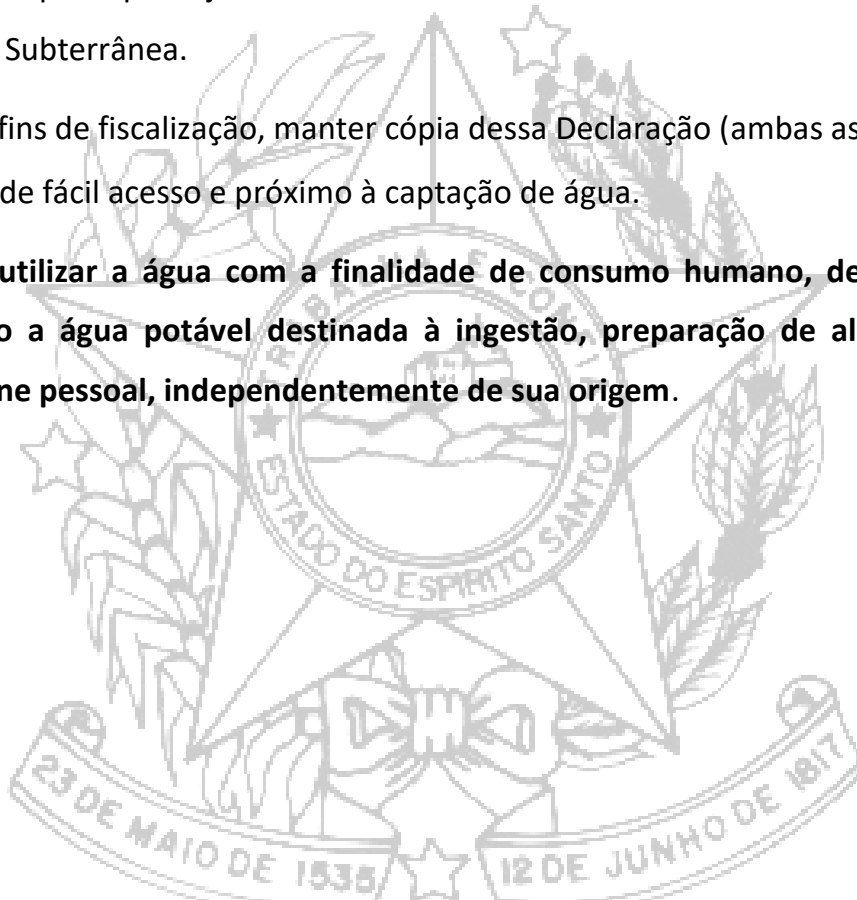 Subterrânea.
fins de fiscalização, manter cópia dessa Declaração (ambas as
de fácil acesso e próximo à captação de água.
utilizar a água com a finalidade de consumo humano, de
o a água potável destinada à ingestão, preparação de al
ne pessoal, independentemente de sua origem.
TRABALHA E CONFIA
ESTADO DO ESPIRITO SANTO
23 DE MAIO DE 1535
12 DE JUNHO DE 1817